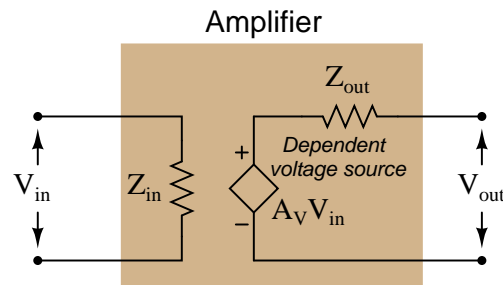 Amplifier
Z_out
+
Dependent
voltage source
V_in
Z_in
V_out
A_V V_in
−